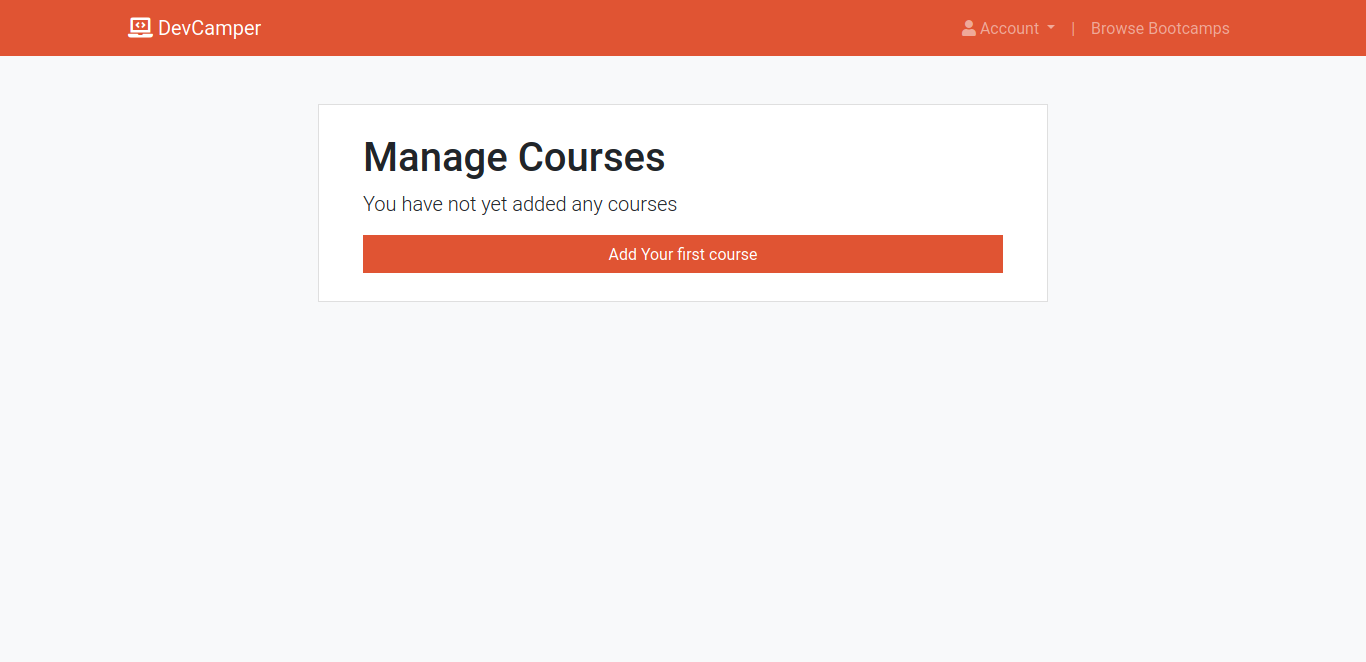 DevCamper
Account | Browse Bootcamps
Manage Courses
You have not yet added any courses
Add Your first course